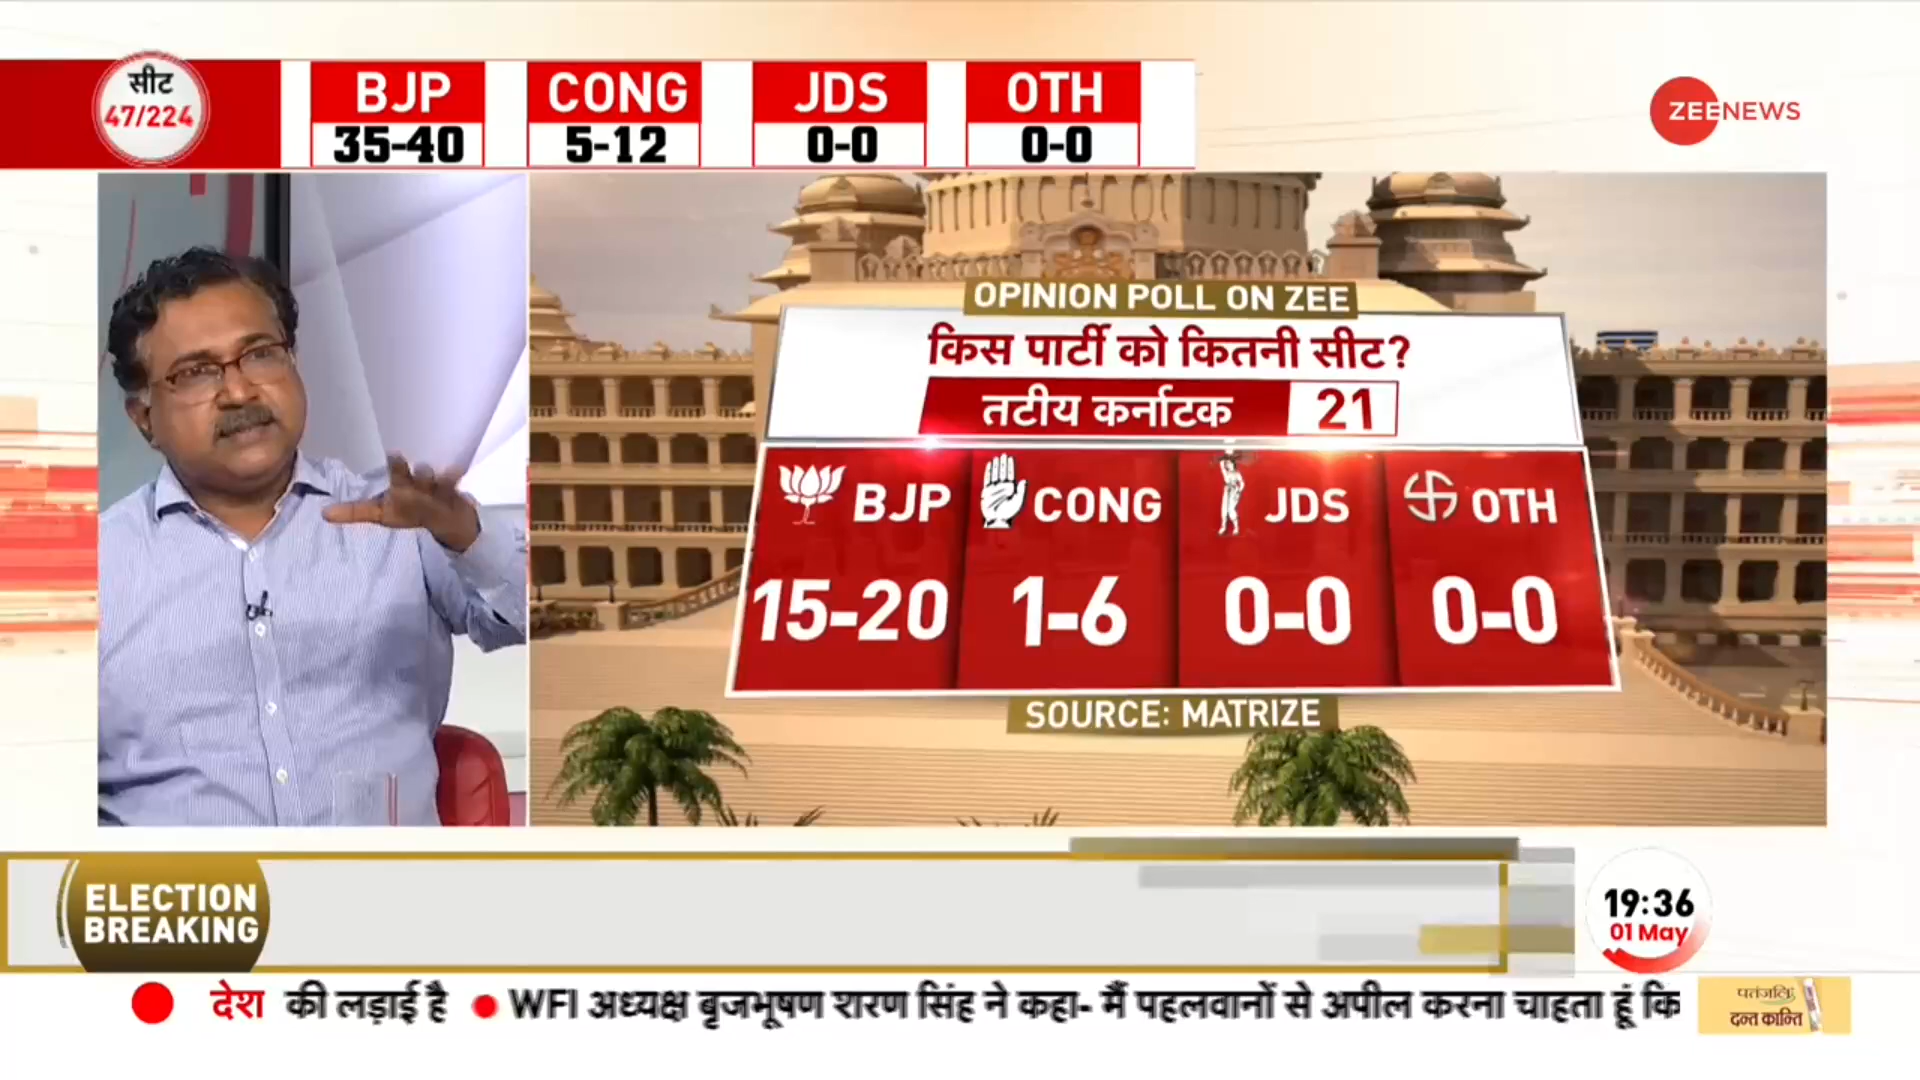 सीट
47/224
BJP
35-40
CONG
5-12
JDS
0-0
OTH
0-0
ZEENEWS
OPINION POLL ON ZEE
किस पार्टी को कितनी सीट?
तटीय कर्नाटक 21
BJP CONG JDS OTH
15-20 1-6 0-0 0-0
SOURCE: MATRIZE
ELECTION
BREAKING
19:36
01 May
देश की लड़ाई है • WFI अध्यक्ष बृजभूषण शरण सिंह ने कहा- मैं पहलवानों से अपील करना चाहता हूं कि
पतंजलि
दन्त कान्ति